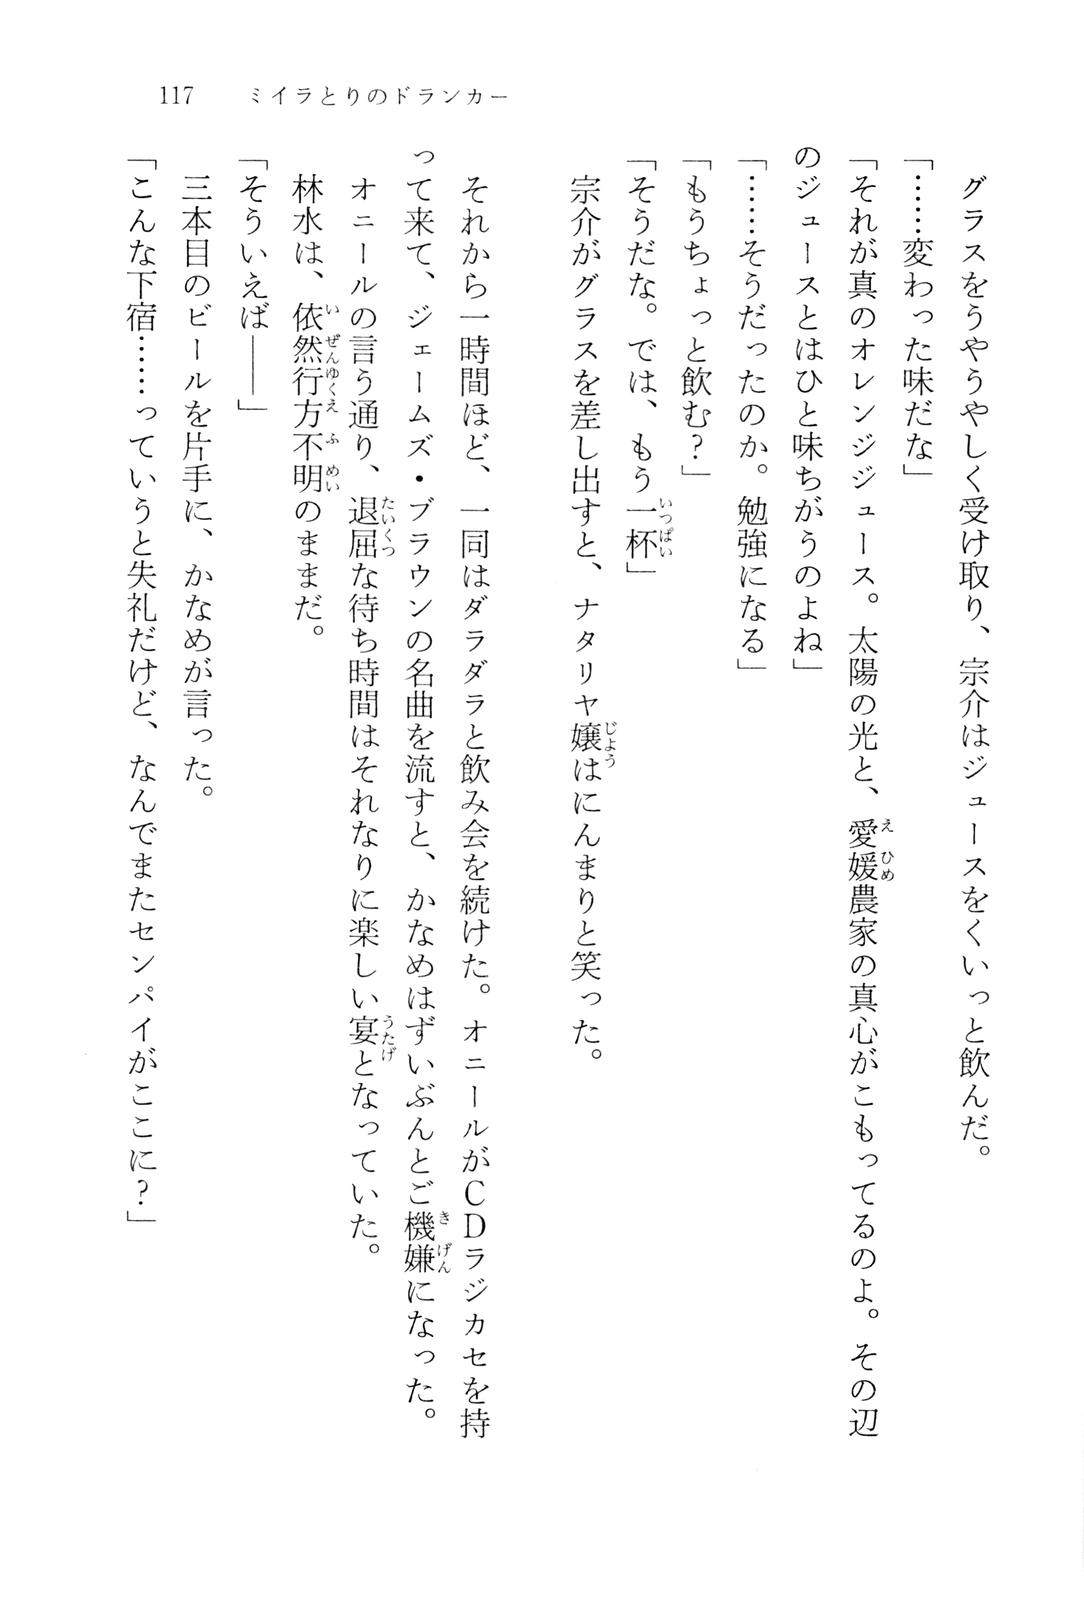 117　ミイラとりのドランカー
　グラスをうやうやしく受け取り、宗介はジュースをくいっと飲んだ。
「……変わった味だな」
「それが真のオレンジジュース。太陽の光と、愛媛農家の真心がこもってるのよ。その辺
のジュースとはひと味ちがうのよね」
「……そうだったのか。勉強になる」
「もうちょっと飲む？」
「そうだな。では、もう一杯」
　宗介がグラスを差し出すと、ナタリヤ嬢はにんまりと笑った。
　それから一時間ほど、一同はダラダラと飲み会を続けた。オニールがＣＤラジカセを持
って来て、ジェームズ・ブラウンの名曲を流すと、かなめはずいぶんとご機嫌になった。
　オニールの言う通り、退屈な待ち時間はそれなりに楽しい宴となっていた。
　林水は、依然行方不明のままだ。
「そういえば――」
　三本目のビールを片手に、かなめが言った。
「こんな下宿……っていうと失礼だけど、なんでまたセンパイがここに？」